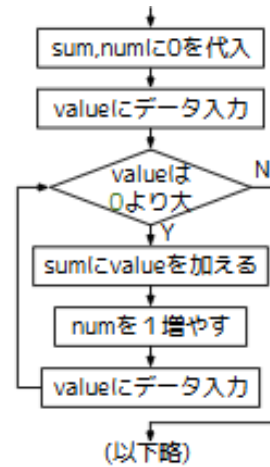 sum,numに0を代入
valueにデータ入力
valueは
0より大
N
Y
sumにvalueを加える
numを１増やす
valueにデータ入力
(以下略)